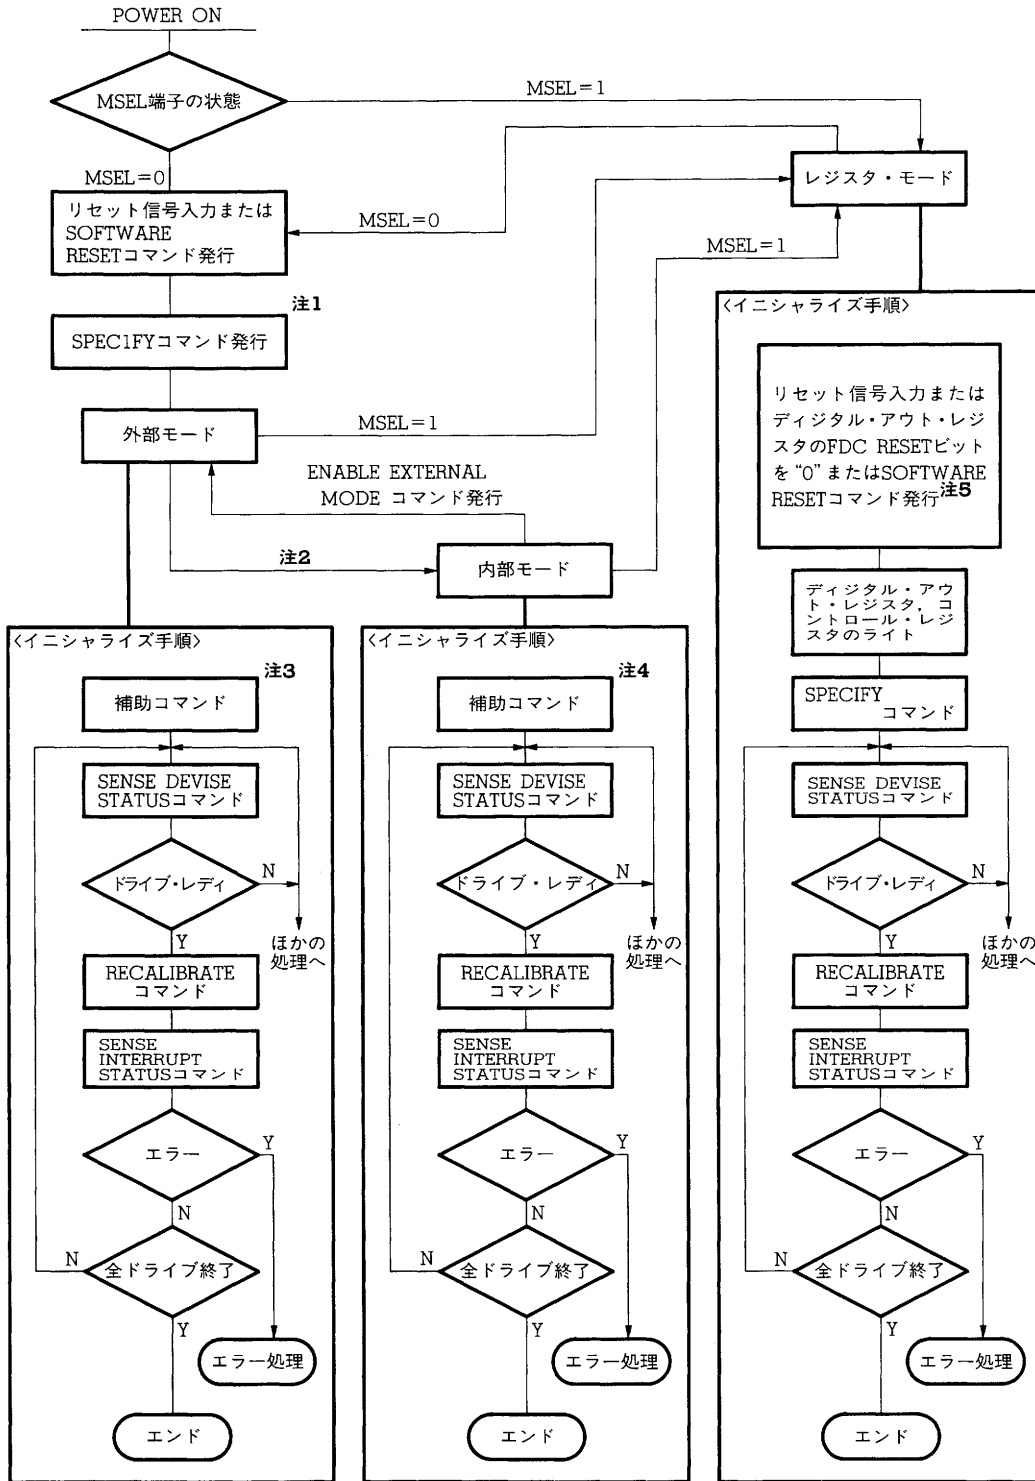 POWER ON
MSEL端子の状態
MSEL=1
MSEL=0
レジスタ・モード
リセット信号入力または
SOFTWARE
RESETコマンド発行
MSEL=0
MSEL=1
注1
SPEC1FYコマンド発行
外部モード
MSEL=1
ENABLE EXTERNAL
MODE コマンド発行
注2
内部モード
〈イニシャライズ手順〉
リセット信号入力または
ディジタル・アウト・レジ
スタのFDC RESETビット
を“0”またはSOFTWARE
RESETコマンド発行注5
ディジタル・アウ
ト・レジスタ，コ
ントロール・レジ
スタのライト
SPECIFY
コマンド
SENSE DEVISE
STATUSコマンド
ドライブ・レディ
N
Y
ほかの
処理へ
RECALIBRATE
コマンド
SENSE
INTERRUPT
STATUSコマンド
エラー
Y
N
全ドライブ終了
N
Y
エラー処理
エンド
〈イニシャライズ手順〉
注3
補助コマンド
SENSE DEVISE
STATUSコマンド
ドライブ・レディ
N
Y
ほかの
処理へ
RECALIBRATE
コマンド
SENSE
INTERRUPT
STATUSコマンド
エラー
Y
N
全ドライブ終了
N
Y
エラー処理
エンド
〈イニシャライズ手順〉
注4
補助コマンド
SENSE DEVISE
STATUSコマンド
ドライブ・レディ
N
Y
ほかの
処理へ
RECALIBRATE
コマンド
SENSE
INTERRUPT
STATUSコマンド
エラー
Y
N
全ドライブ終了
N
Y
エラー処理
エンド